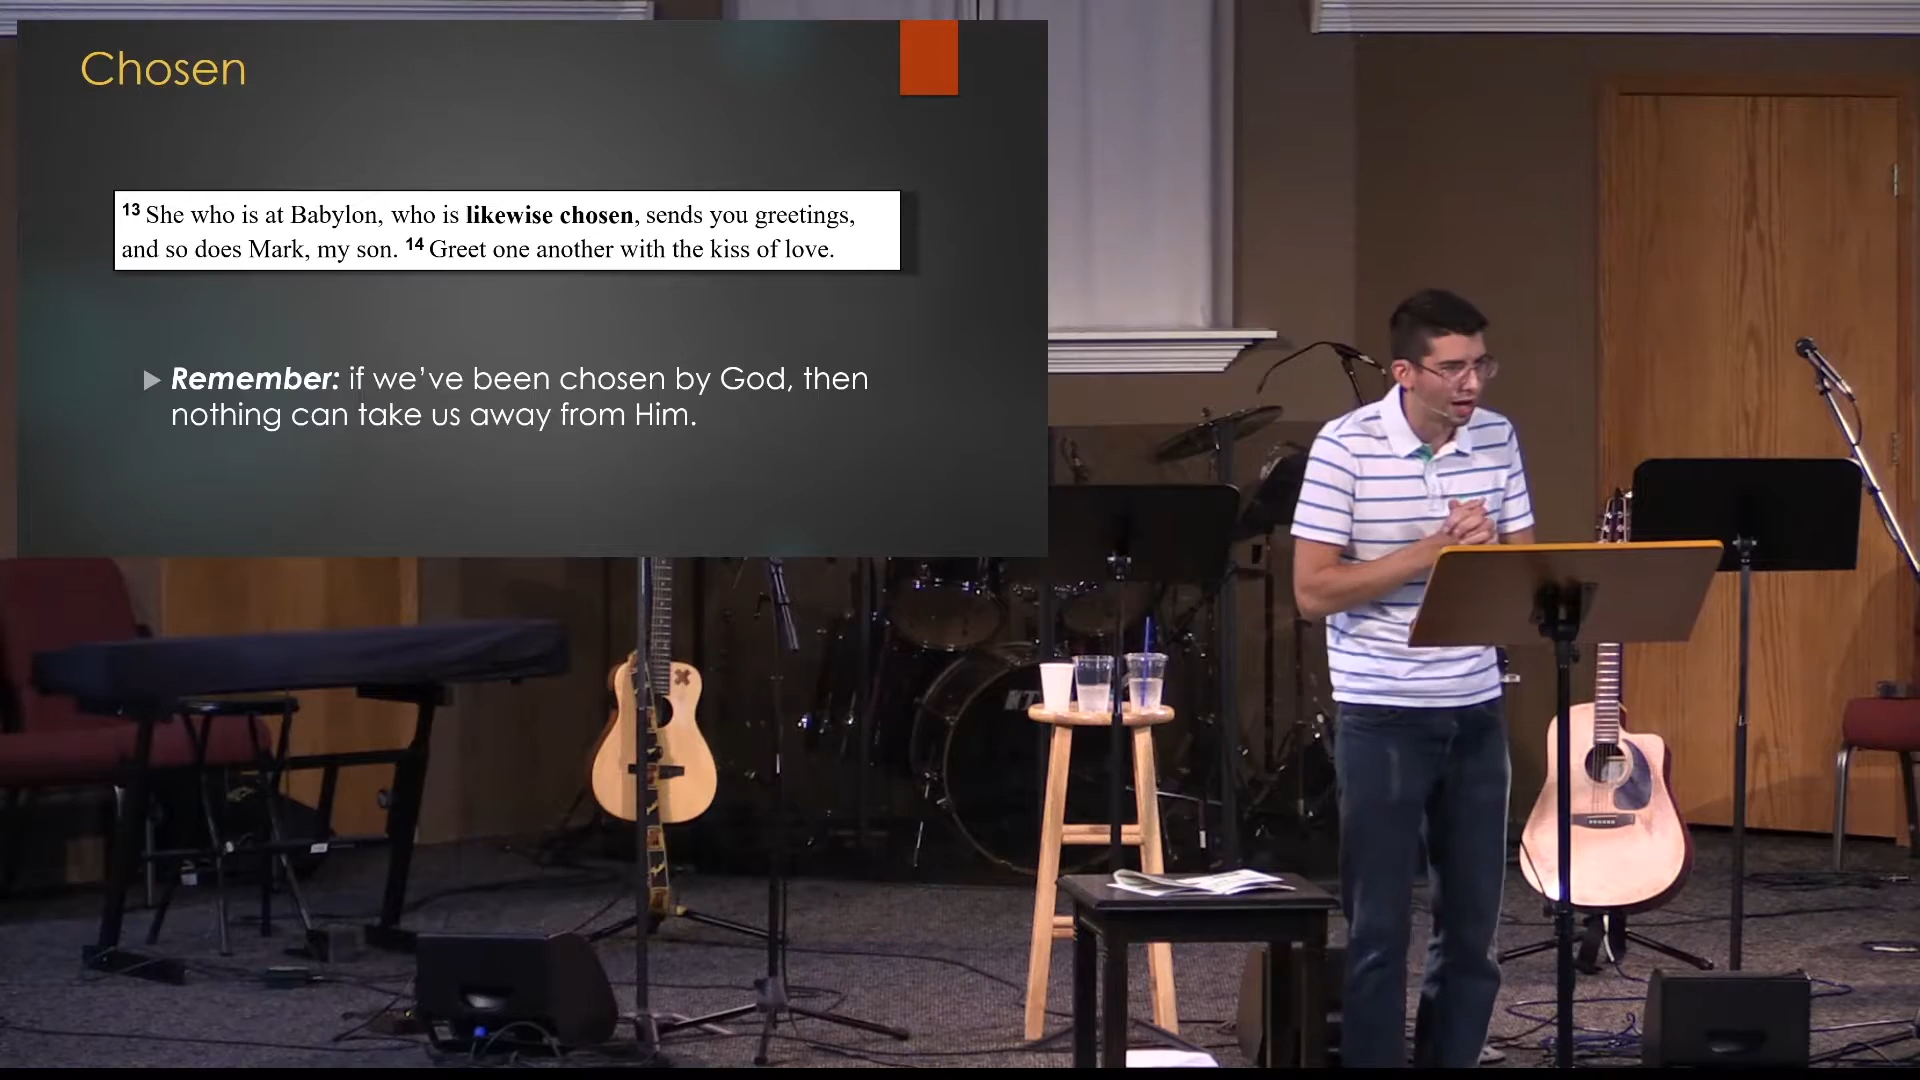 Chosen
13 She who is at Babylon, who is likewise chosen, sends you greetings,
and so does Mark, my son. 14 Greet one another with the kiss of love.
Remember: if we’ve been chosen by God, then
nothing can take us away from Him.